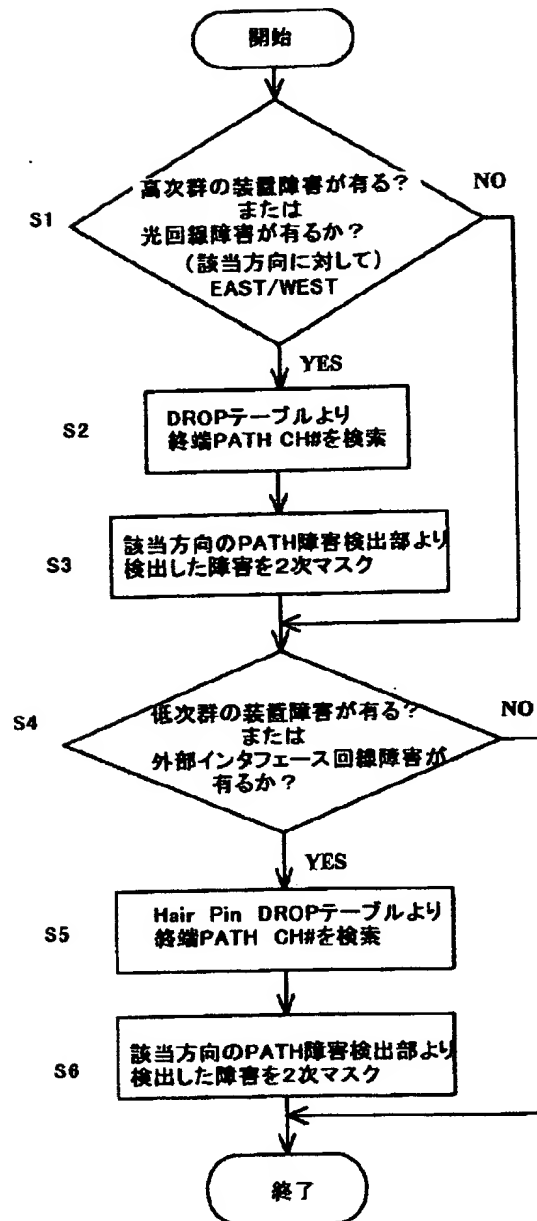 開始
高次群の装置障害が有る？
または
光回線障害が有るか？
（該当方向に対して）
EAST/WEST
NO
S1
YES
DROPテーブルより
終端PATH CH#を検索
S2
該当方向のPATH障害検出部より
検出した障害を2次マスク
S3
低次群の装置障害が有る？
または
外部インタフェース回線障害が
有るか？
NO
S4
YES
Hair Pin DROPテーブルより
終端PATH CH#を検索
S5
該当方向のPATH障害検出部より
検出した障害を2次マスク
S6
終了